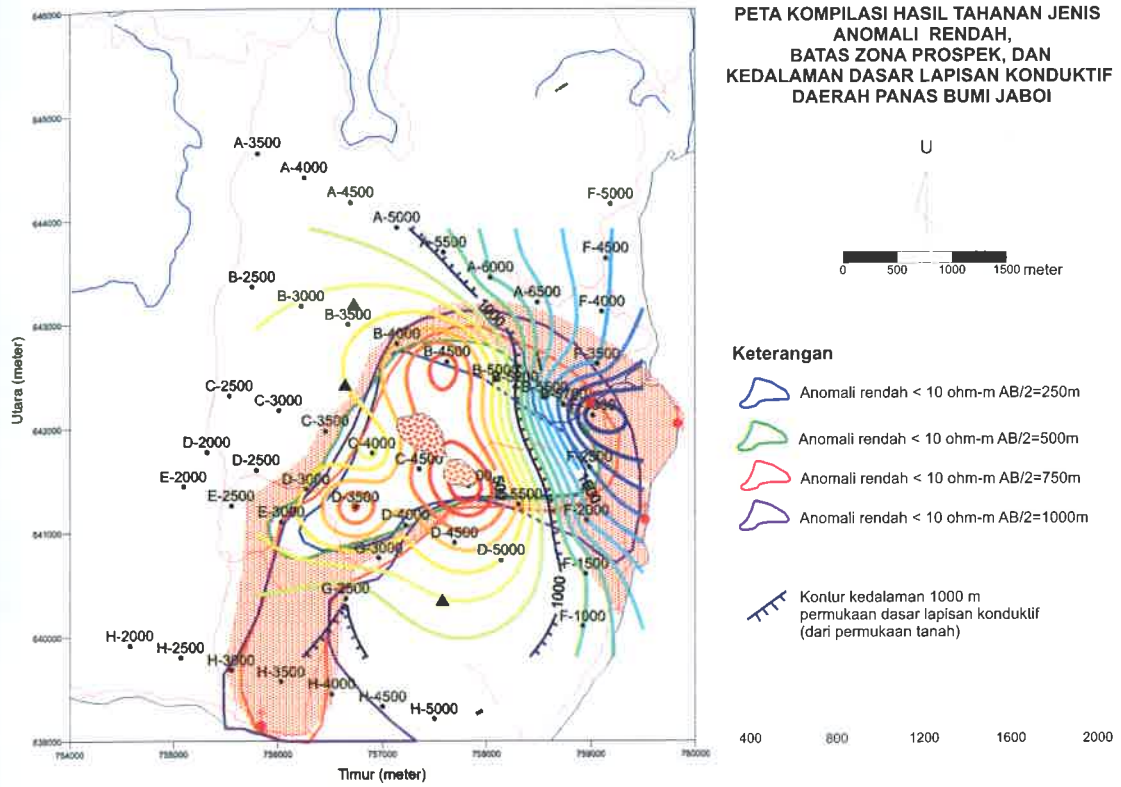 PETA KOMPILASI HASIL TAHANAN JENIS
ANOMALI RENDAH,
BATAS ZONA PROSPEK, DAN
KEDALAMAN DASAR LAPISAN KONDUKTIF
DAERAH PANAS BUMI JABOI
U
0 500 1000 1500 meter
Keterangan
Anomali rendah < 10 ohm-m AB/2=250m
Anomali rendah < 10 ohm-m AB/2=500m
Anomali rendah < 10 ohm-m AB/2=750m
Anomali rendah < 10 ohm-m AB/2=1000m
Kontur kedalaman 1000 m
permukaan dasar lapisan konduktif
(dari permukaan tanah)
400 800 1200 1600 2000
Utara (meter)
Timur (meter)
A-3500
A-4000
A-4500
A-5000
A-5500
A-6000
A-6500
F-5000
F-4500
F-4000
F-3500
B-2500
B-3000
B-3500
B-4000
B-4500
B-5000
1000
C-2500
C-3000
C-3500
C-4000
C-4500
D-2000
D-2500
D-3000
D-3500
D-4000
D-4500
D-5000
E-2000
E-2500
E-3000
F-2500
F-2000
F-1500
F-1000
1000
G-3000
G-2500
H-2000
H-2500
H-3000
H-3500
H-4000
H-4500
H-5000